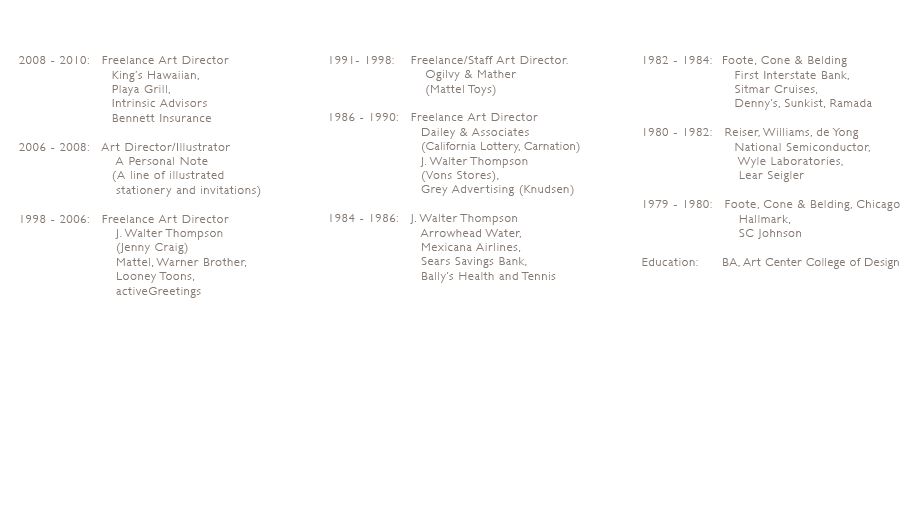 2008 - 2010: Freelance Art Director
King's Hawaiian,
Playa Grill,
Intrinsic Advisors
Bennett Insurance
2006 - 2008: Art Director/Illustrator
A Personal Note
(A line of illustrated
stationery and invitations)
1998 - 2006: Freelance Art Director
J. Walter Thompson
(Jenny Craig)
Mattel, Warner Brother,
Looney Toons,
activeGreetings
1991- 1998: Freelance/Staff Art Director.
Ogilvy & Mather
(Mattel Toys)
1986 - 1990: Freelance Art Director
Dailey & Associates
(California Lottery, Carnation)
J. Walter Thompson
(Vons Stores),
Grey Advertising (Knudsen)
1984 - 1986: J. Walter Thompson
Arrowhead Water,
Mexicana Airlines,
Sears Savings Bank,
Bally's Health and Tennis
1982 - 1984: Foote, Cone & Belding
First Interstate Bank,
Sitmar Cruises,
Denny's, Sunkist, Ramada
1980 - 1982: Reiser, Williams, de Yong
National Semiconductor,
Wyle Laboratories,
Lear Seigler
1979 - 1980: Foote, Cone & Belding, Chicago
Hallmark,
SC Johnson
Education: BA, Art Center College of Design